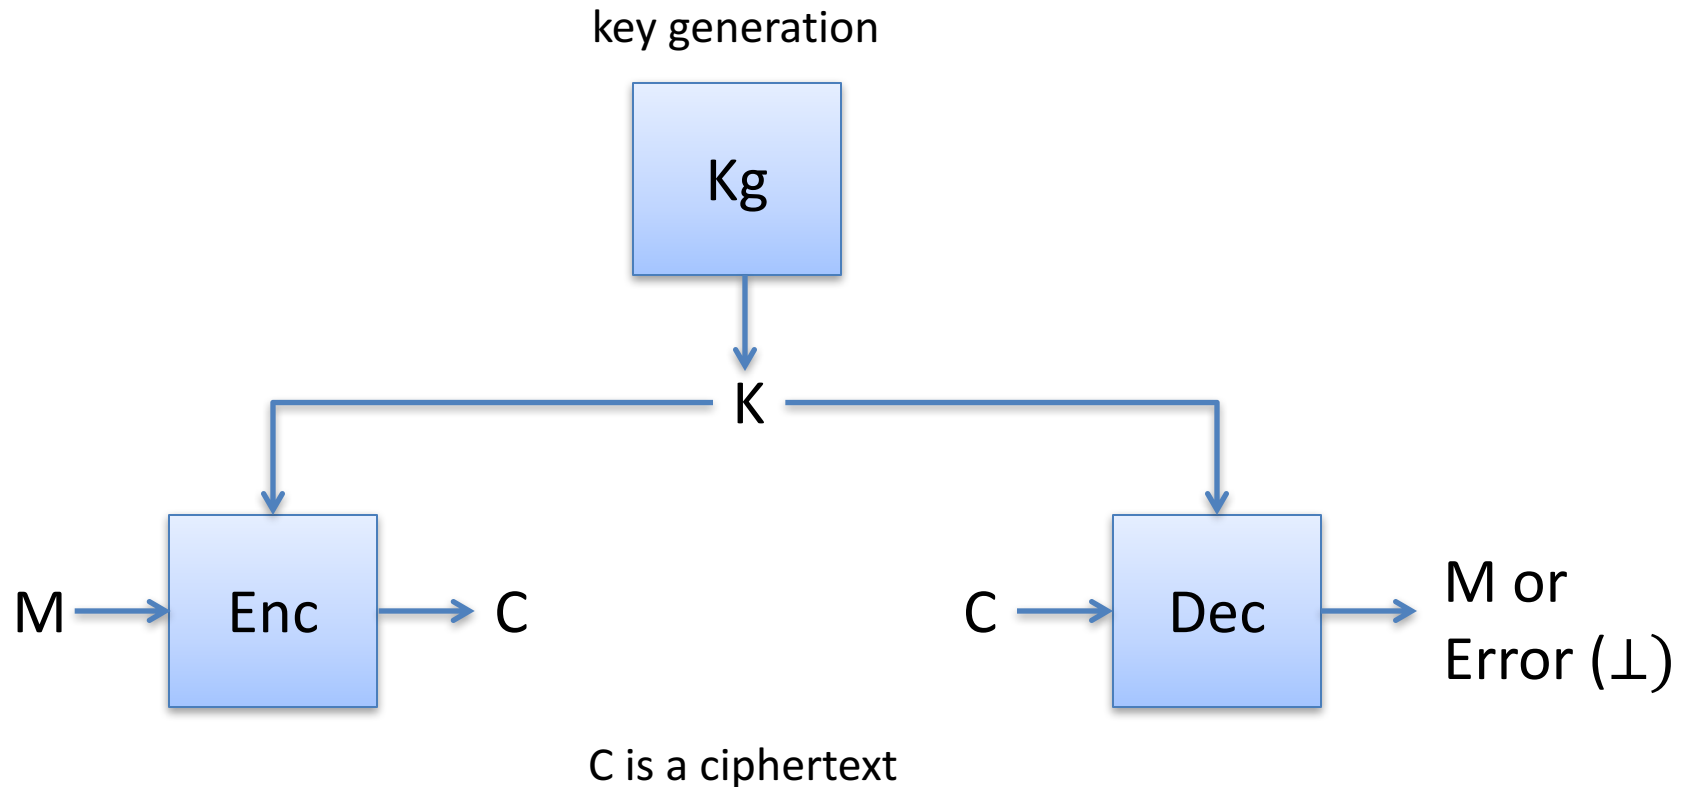 key generation
Kg
K
M
Enc
C
C
Dec
M or
Error (⊥)
C is a ciphertext